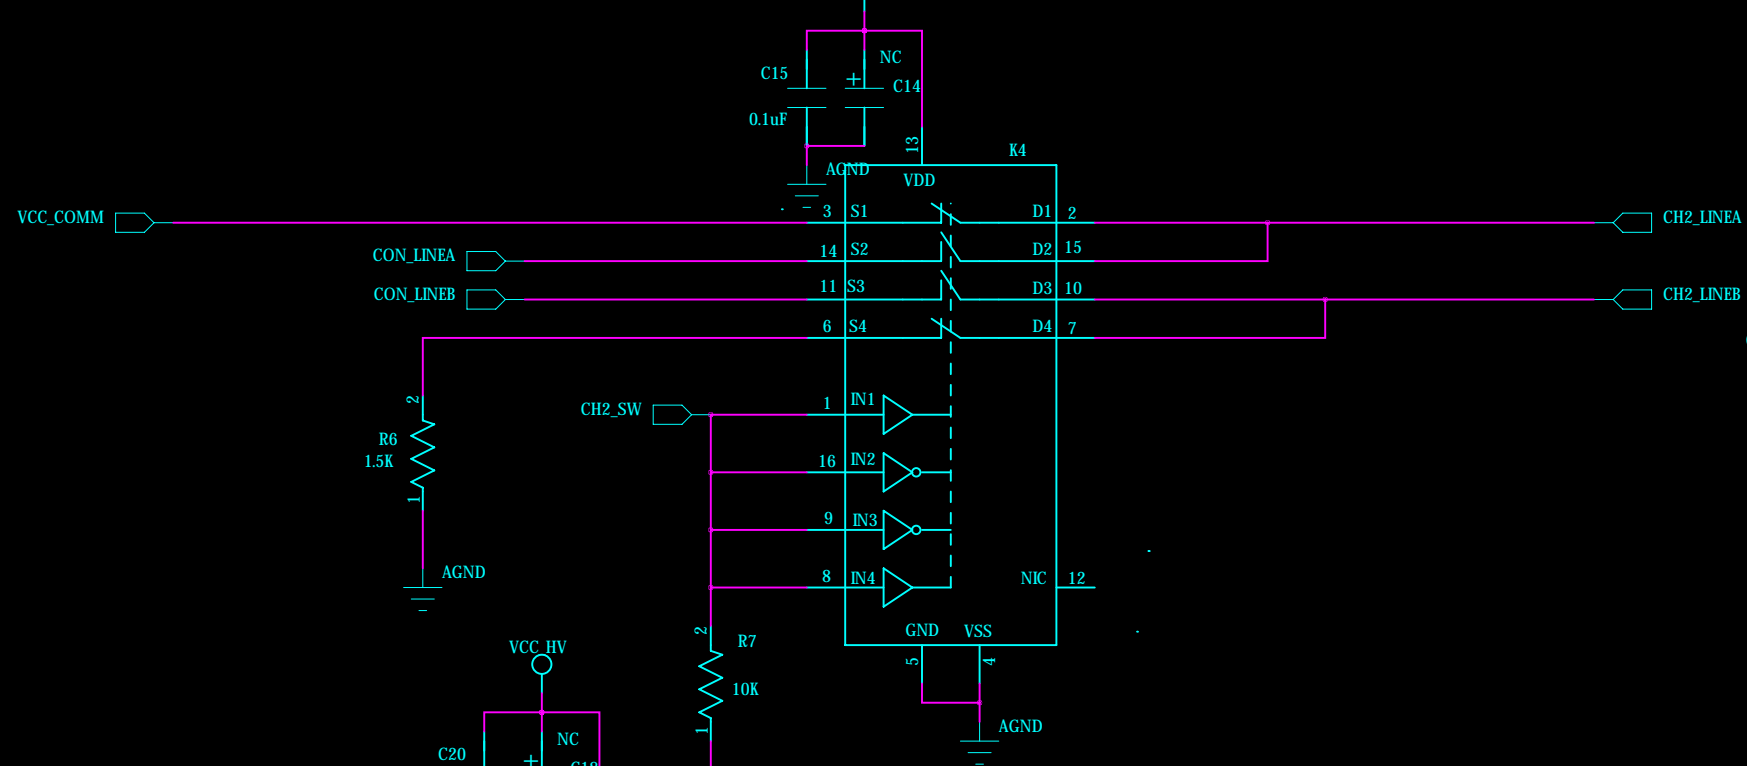 NC
C15
C14
0.1uF
13
K4
AGND
VDD
VCC_COMM
3
S1
D1
2
CH2_LINEA
CON_LINEA
14
S2
D2
15
CON_LINEB
11
S3
D3
10
CH2_LINEB
6
S4
D4
7
2
R6
1.5K
1
CH2_SW
1
IN1
16
IN2
9
IN3
8
IN4
NIC
12
AGND
GND
VSS
5
4
2
R7
10K
1
VCC_HV
AGND
NC
C20